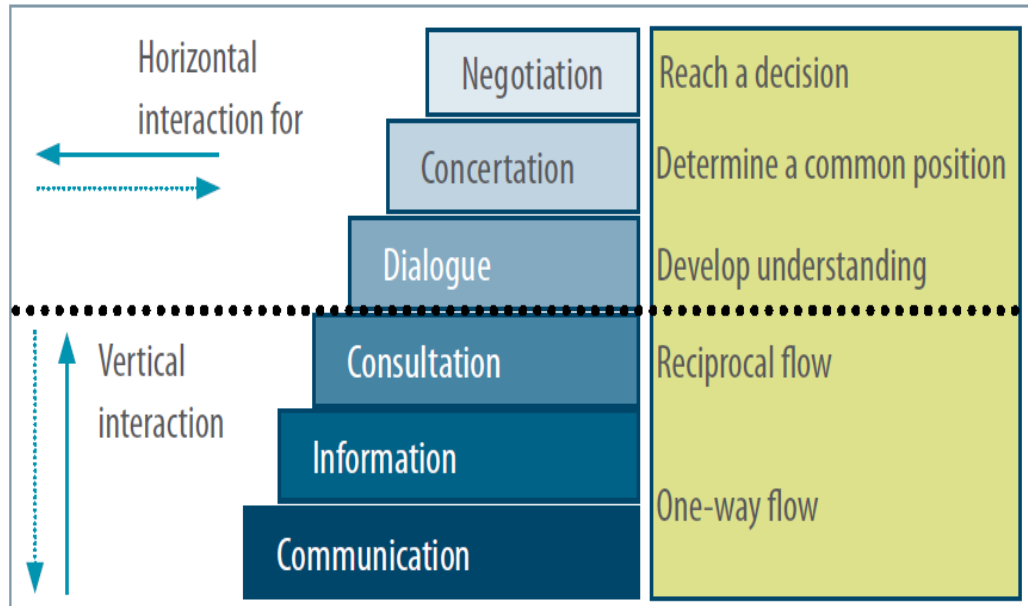 Horizontal
interaction for
Negotiation
Reach a decision
Concertation
Determine a common position
Dialogue
Develop understanding
Vertical
interaction
Consultation
Reciprocal flow
Information
One-way flow
Communication